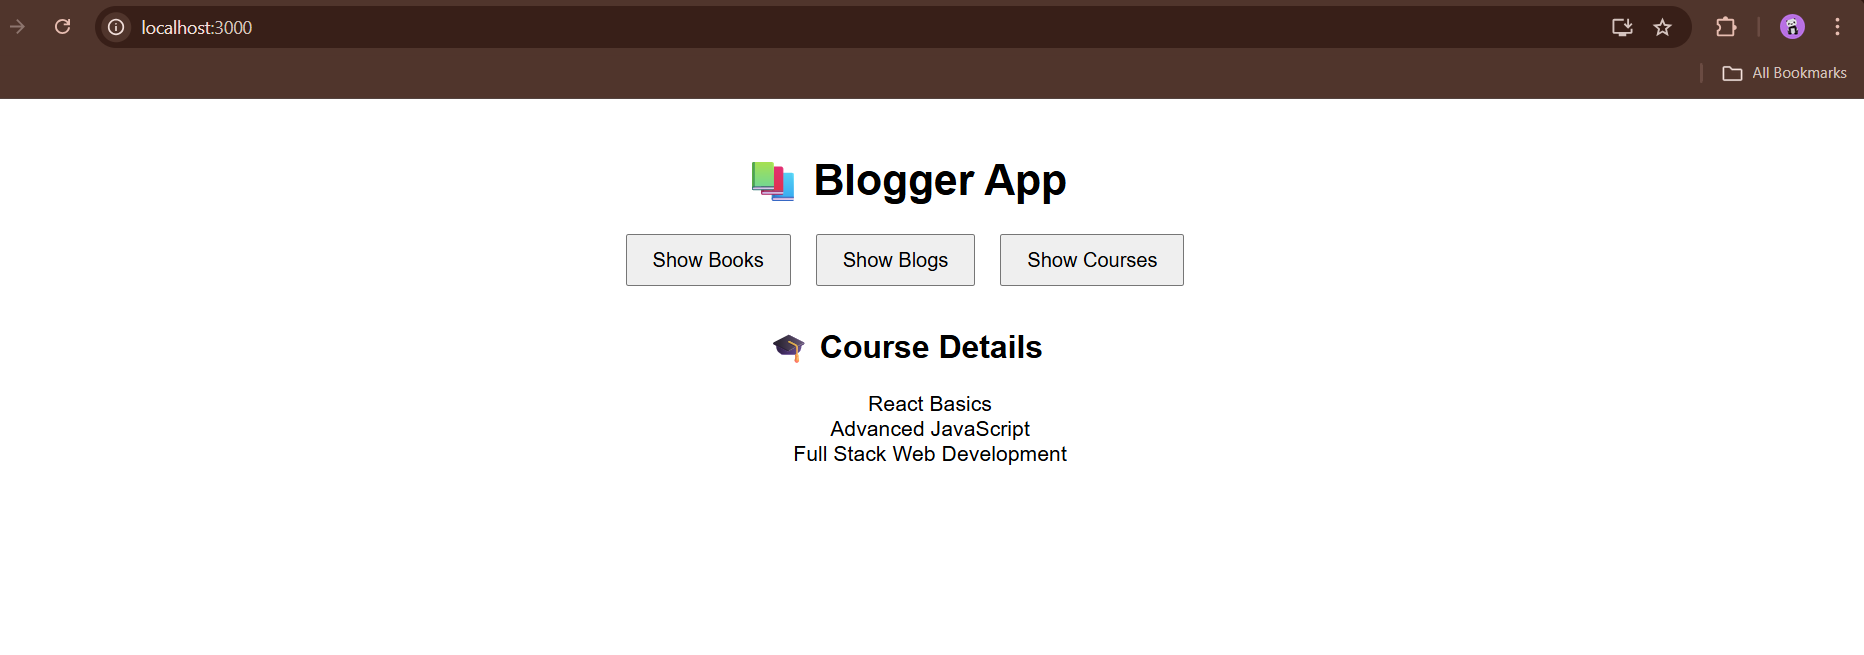 localhost:3000
All Bookmarks
📚 Blogger App
Show Books Show Blogs Show Courses
🎓 Course Details
React Basics
Advanced JavaScript
Full Stack Web Development